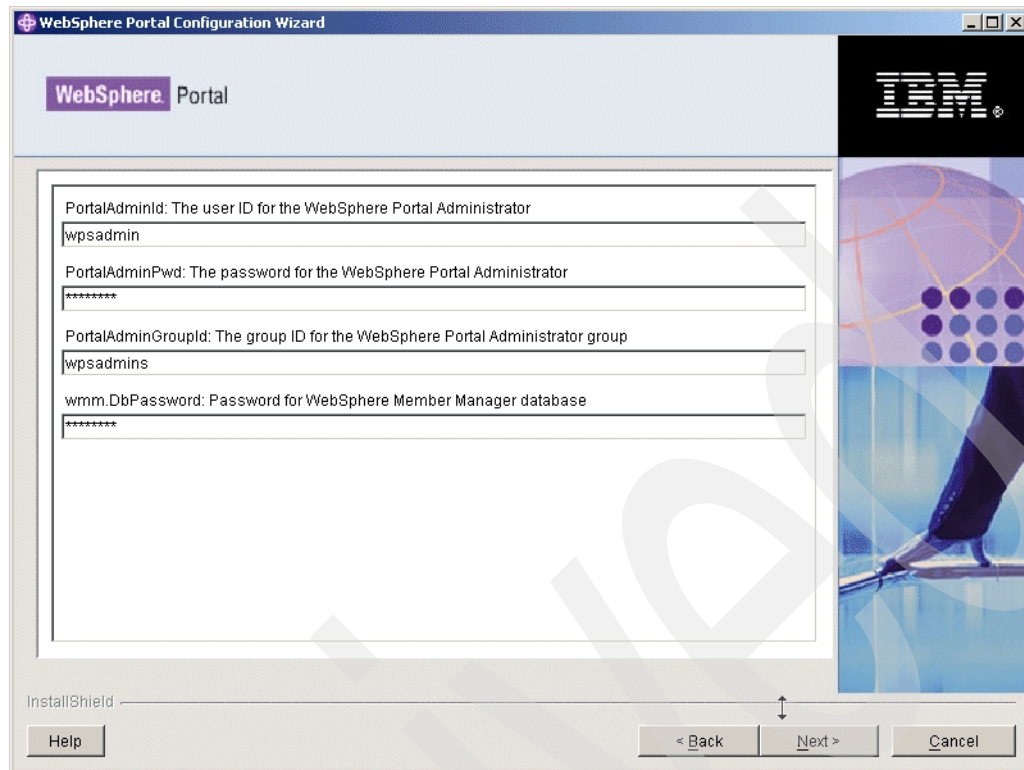 WebSphere Portal Configuration Wizard
WebSphere. Portal
IBM®
PortalAdminId: The user ID for the WebSphere Portal Administrator
wpsadmin
PortalAdminPwd: The password for the WebSphere Portal Administrator
********
PortalAdminGroupId: The group ID for the WebSphere Portal Administrator group
wpsadmins
wmm.DbPassword: Password for WebSphere Member Manager database
********
InstallShield
Help
< Back
Next >
Cancel